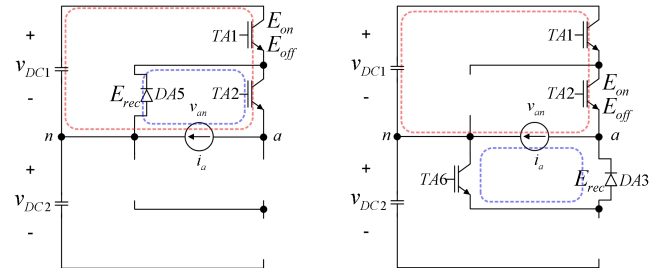 +
v_DC1
-
TA1
E_on
E_off
E_rec
DA5
TA2
v_an
n
a
i_a
+
v_DC2
-
+
v_DC1
-
TA1
TA2
E_on
E_off
v_an
n
a
i_a
+
v_DC2
-
TA6
E_rec
DA3